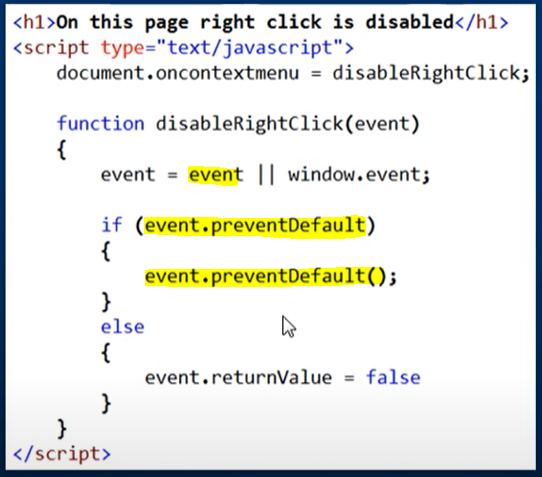 <h1>On this page right click is disabled</h1>
<script type="text/javascript">
document.oncontextmenu = disableRightClick;
function disableRightClick(event)
{
event = event || window.event;
if (event.preventDefault)
{
event.preventDefault();
}
else
{
event.returnValue = false
}
}
</script>